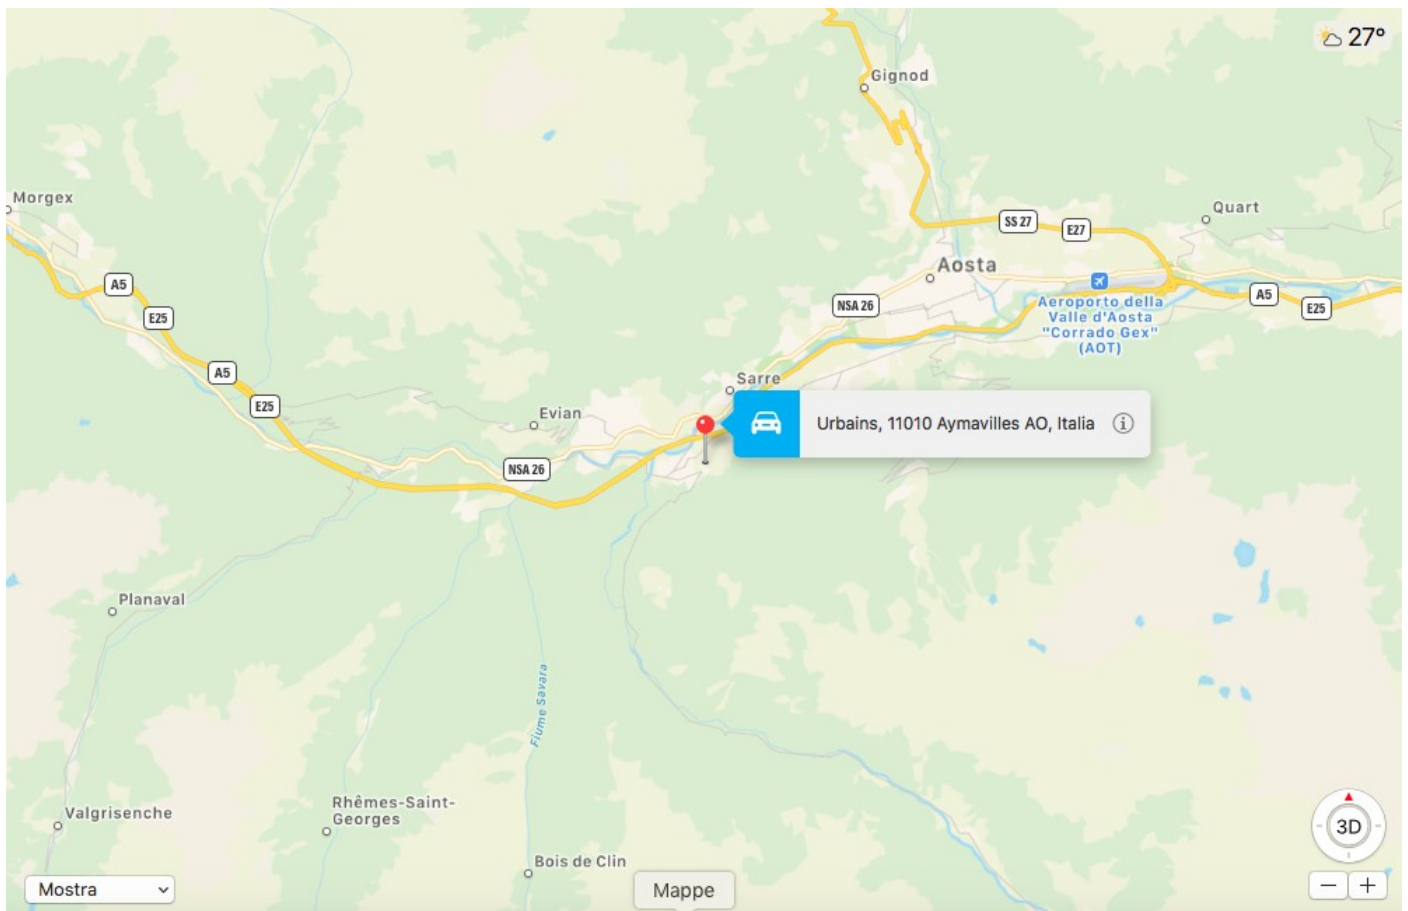 27°
Gignod
Morgex
Quart
SS 27
E27
Aosta
A5
A5
NSA 26
Aeroporto della
Valle d'Aosta
"Corrado Gex"
(AOT)
E25
E25
A5
Sarre
E25
Evian
Urbains, 11010 Aymavilles AO, Italia
NSA 26
Planaval
Fiume Savara
Rhêmes-Saint-
Georges
Valgrisenche
3D
Bois de Clin
Mostra
Mappe